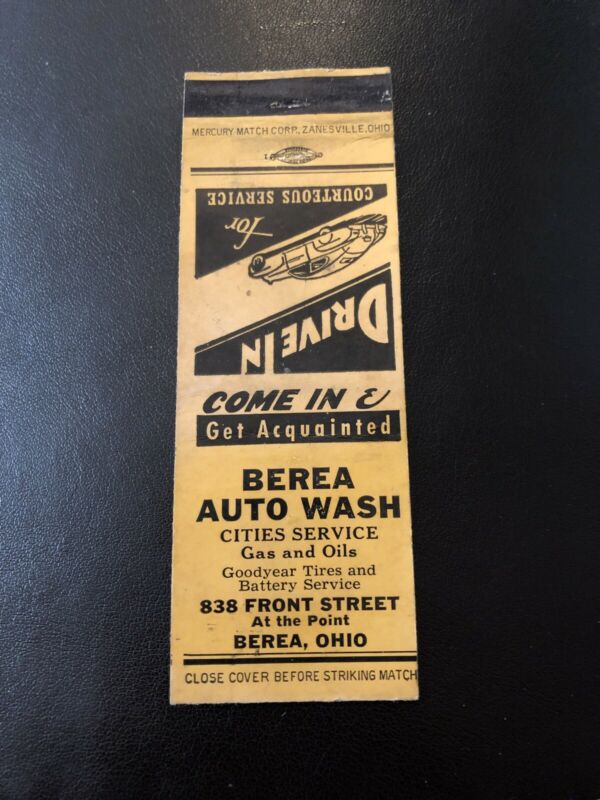 MERCURY MATCH CORP., ZANESVILLE, OHIO
DRIVE IN
for
COURTEOUS SERVICE
COME IN &
Get Acquainted
BEREA
AUTO WASH
CITIES SERVICE
Gas and Oils
Goodyear Tires and
Battery Service
838 FRONT STREET
At the Point
BEREA, OHIO
CLOSE COVER BEFORE STRIKING MATCH